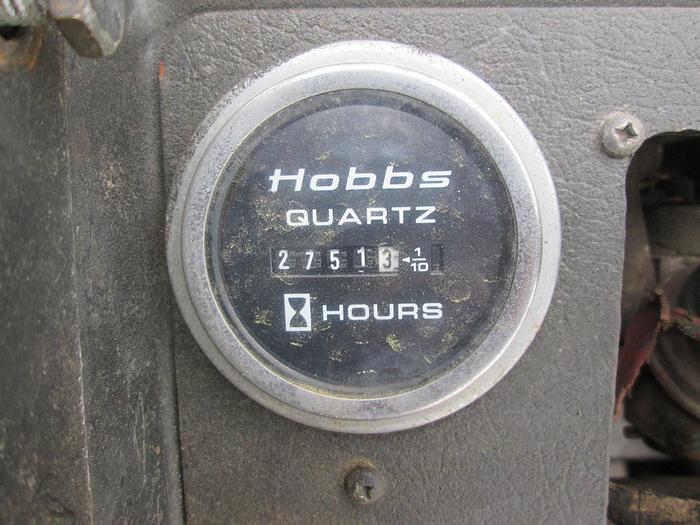 Hobbs
QUARTZ
27513 ◄1/10
HOURS